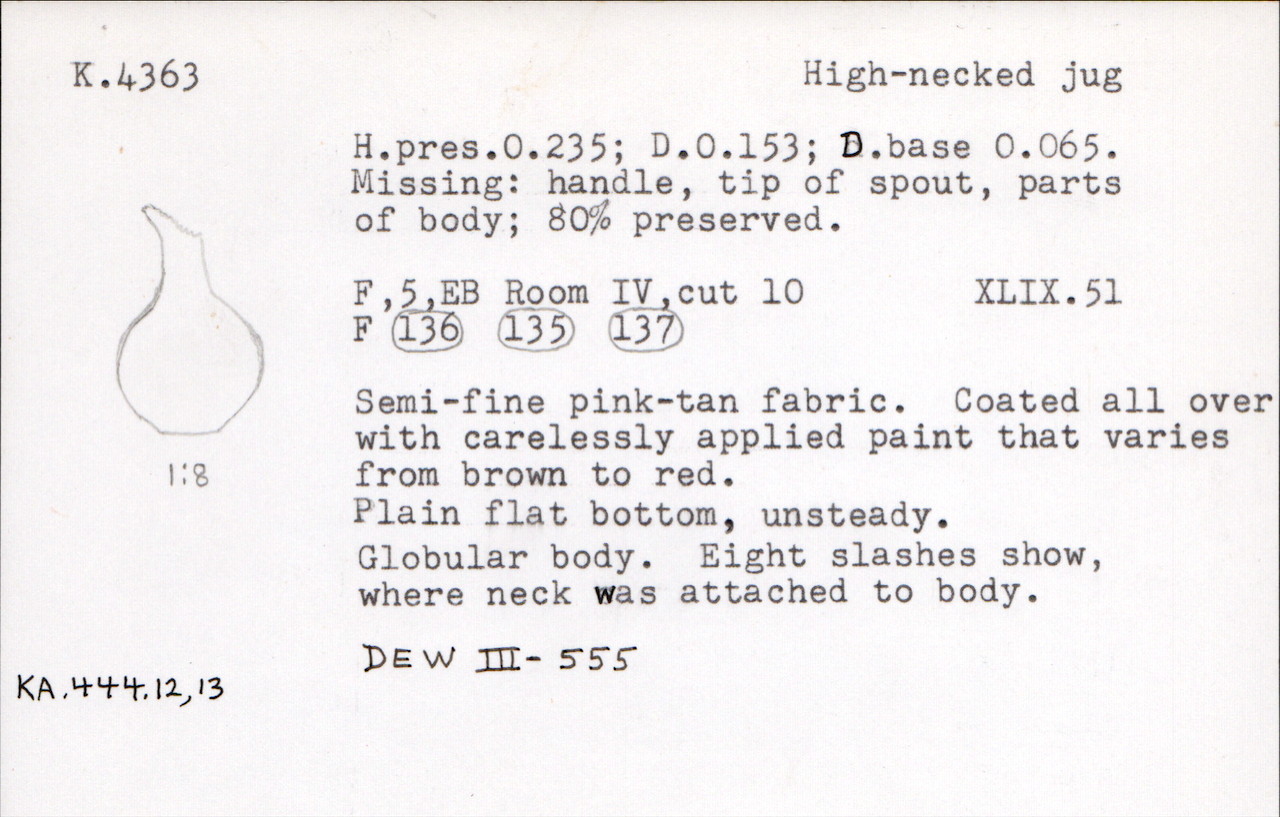 K.4363
High-necked jug
H.pres.0.235; D.0.153; D.base 0.065.
Missing: handle, tip of spout, parts
of body; 80% preserved.
F,5,EB Room IV,cut 10 XLIX.51
F 136 135 137
Semi-fine pink-tan fabric. Coated all over
with carelessly applied paint that varies
from brown to red.
Plain flat bottom, unsteady.
Globular body. Eight slashes show,
where neck was attached to body.
1:8
DEW III- 555
KA.444.12,13